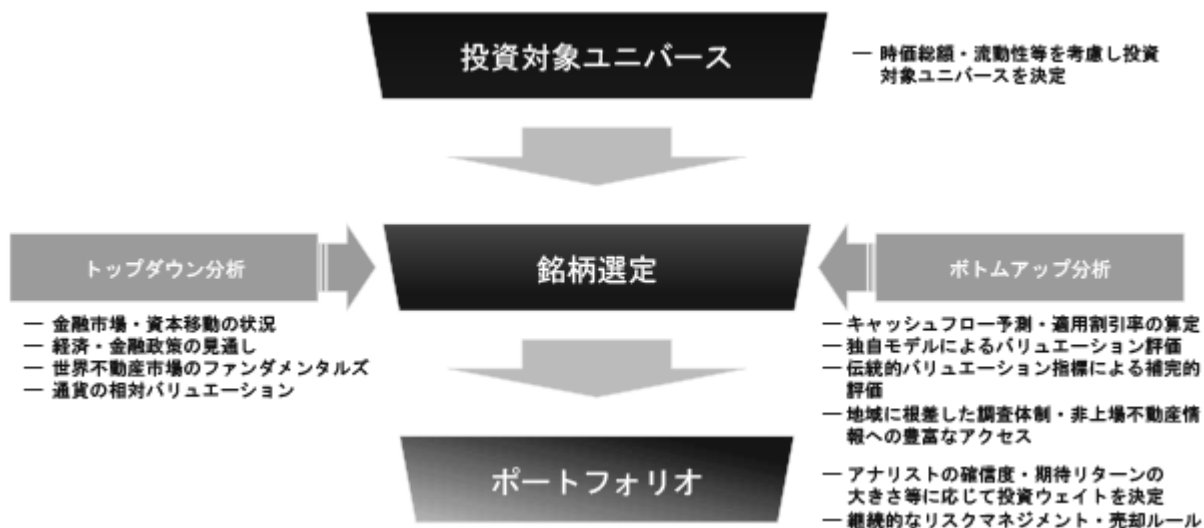 投資対象ユニバース
― 時価総額・流動性等を考慮し投資
対象ユニバースを決定
トップダウン分析
銘柄選定
ボトムアップ分析
― 金融市場・資本移動の状況
― 経済・金融政策の見通し
― 世界不動産市場のファンダメンタルズ
― 通貨の相対バリュエーション
― キャッシュフロー予測・適用割引率の算定
― 独自モデルによるバリュエーション評価
― 伝統的バリュエーション指標による補完的
評価
― 地域に根差した調査体制・非上場不動産情
報への豊富なアクセス
ポートフォリオ
― アナリストの確信度・期待リターンの
大きさ等に応じて投資ウェイトを決定
― 継続的なリスクマネジメント・売却ルール